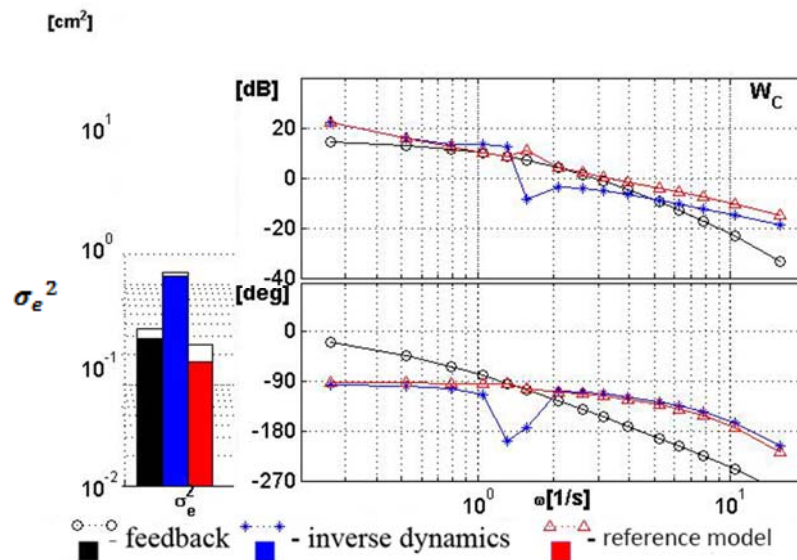 [cm²]
[dB]
W_C
20
0
-20
-40
10¹
10⁰
10⁻¹
10⁻²
σ_e²
σ_e²
[deg]
0
-90
-180
-270
10⁰
ω[1/s]
10¹
- feedback
- inverse dynamics
- reference model